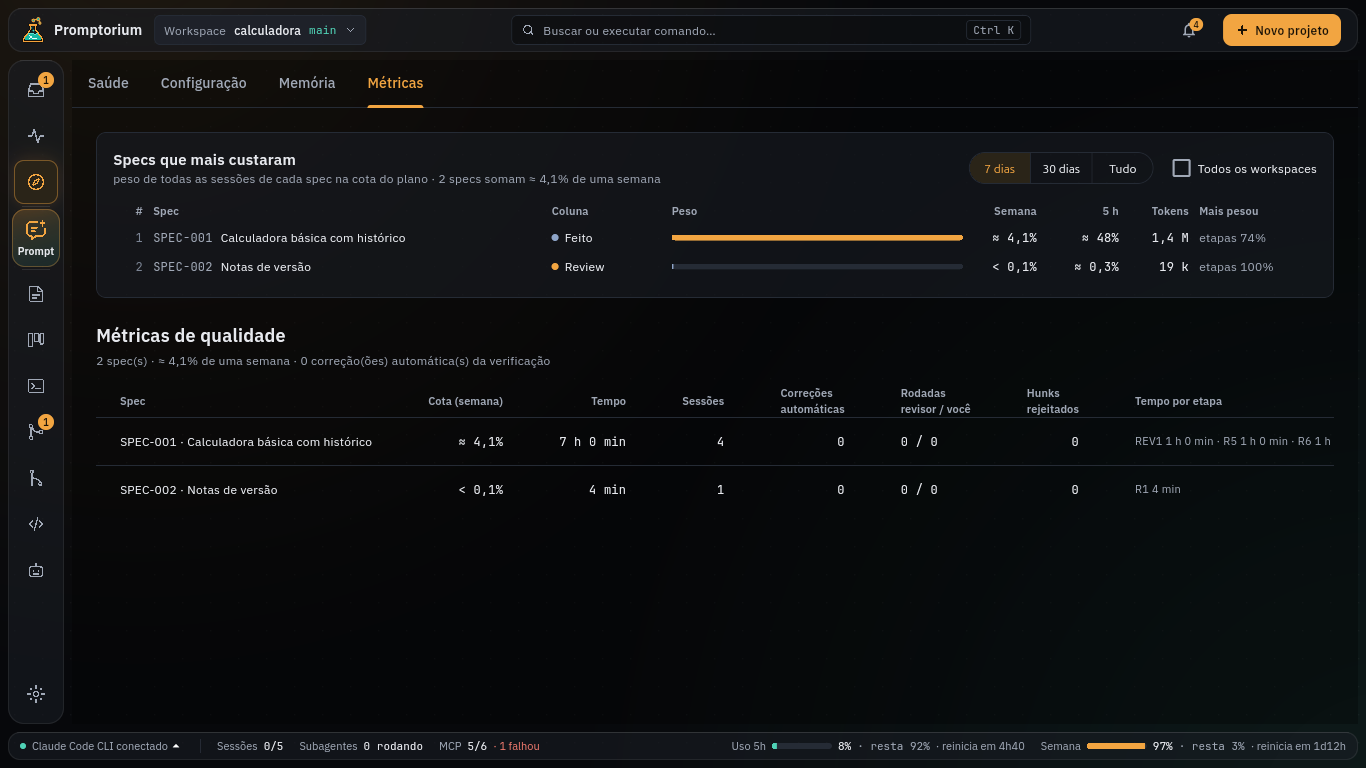 Promptorium Workspace calculadora main Buscar ou executar comando... Ctrl K 4 + Novo projeto
Saúde Configuração Memória Métricas
1
Prompt
1
Specs que mais custaram
peso de todas as sessões de cada spec na cota do plano · 2 specs somam ≈ 4,1% de uma semana
7 dias 30 dias Tudo Todos os workspaces
# Spec Coluna Peso Semana 5 h Tokens Mais pesou
1 SPEC-001 Calculadora básica com histórico Feito ≈ 4,1% ≈ 48% 1,4 M etapas 74%
2 SPEC-002 Notas de versão Review < 0,1% ≈ 0,3% 19 k etapas 100%
Métricas de qualidade
2 spec(s) · ≈ 4,1% de uma semana · 0 correção(ões) automática(s) da verificação
Spec Cota (semana) Tempo Sessões Correções automáticas Rodadas revisor / você Hunks rejeitados Tempo por etapa
SPEC-001 · Calculadora básica com histórico ≈ 4,1% 7 h 0 min 4 0 0 / 0 0 REV1 1 h 0 min · R5 1 h 0 min · R6 1 h
SPEC-002 · Notas de versão < 0,1% 4 min 1 0 0 / 0 0 R1 4 min
Claude Code CLI conectado Sessões 0/5 Subagentes 0 rodando MCP 5/6 · 1 falhou Uso 5h 8% · resta 92% · reinicia em 4h40 Semana 97% · resta 3% · reinicia em 1d12h